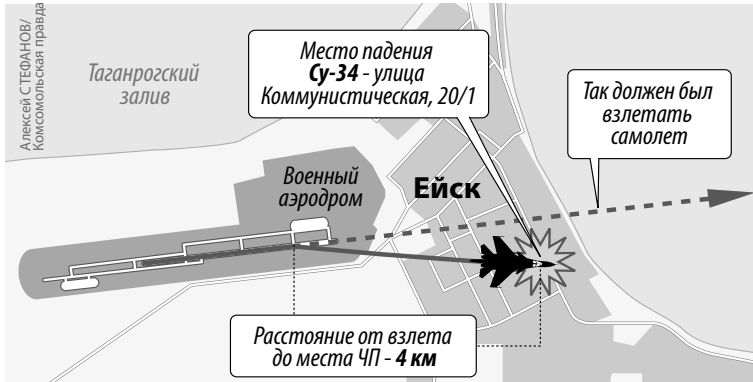 Алексей СТЕФАНОВ/
Комсомольская правда
Таганрогский
залив
Место падения
Су-34 - улица
Коммунистическая, 20/1
Так должен был
взлетать
самолет
Военный
аэродром
Ейск
Расстояние от взлета
до места ЧП - 4 км